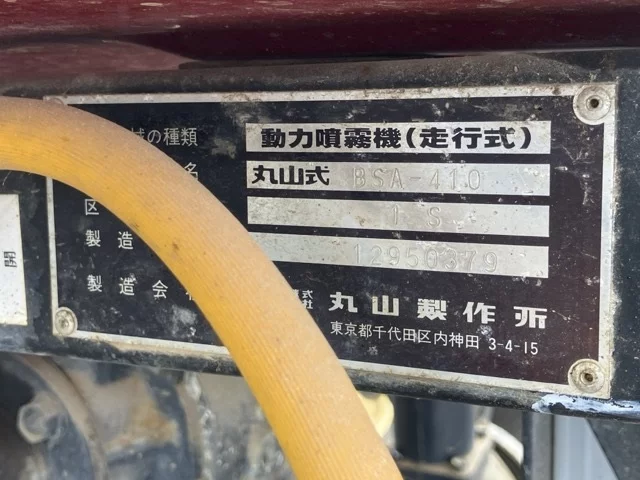 械の種類 動力噴霧機(走行式)
名 丸山式 BSA-410
区 1 S
製造 12950379
製造会 丸山製作所
東京都千代田区内神田 3-4-15